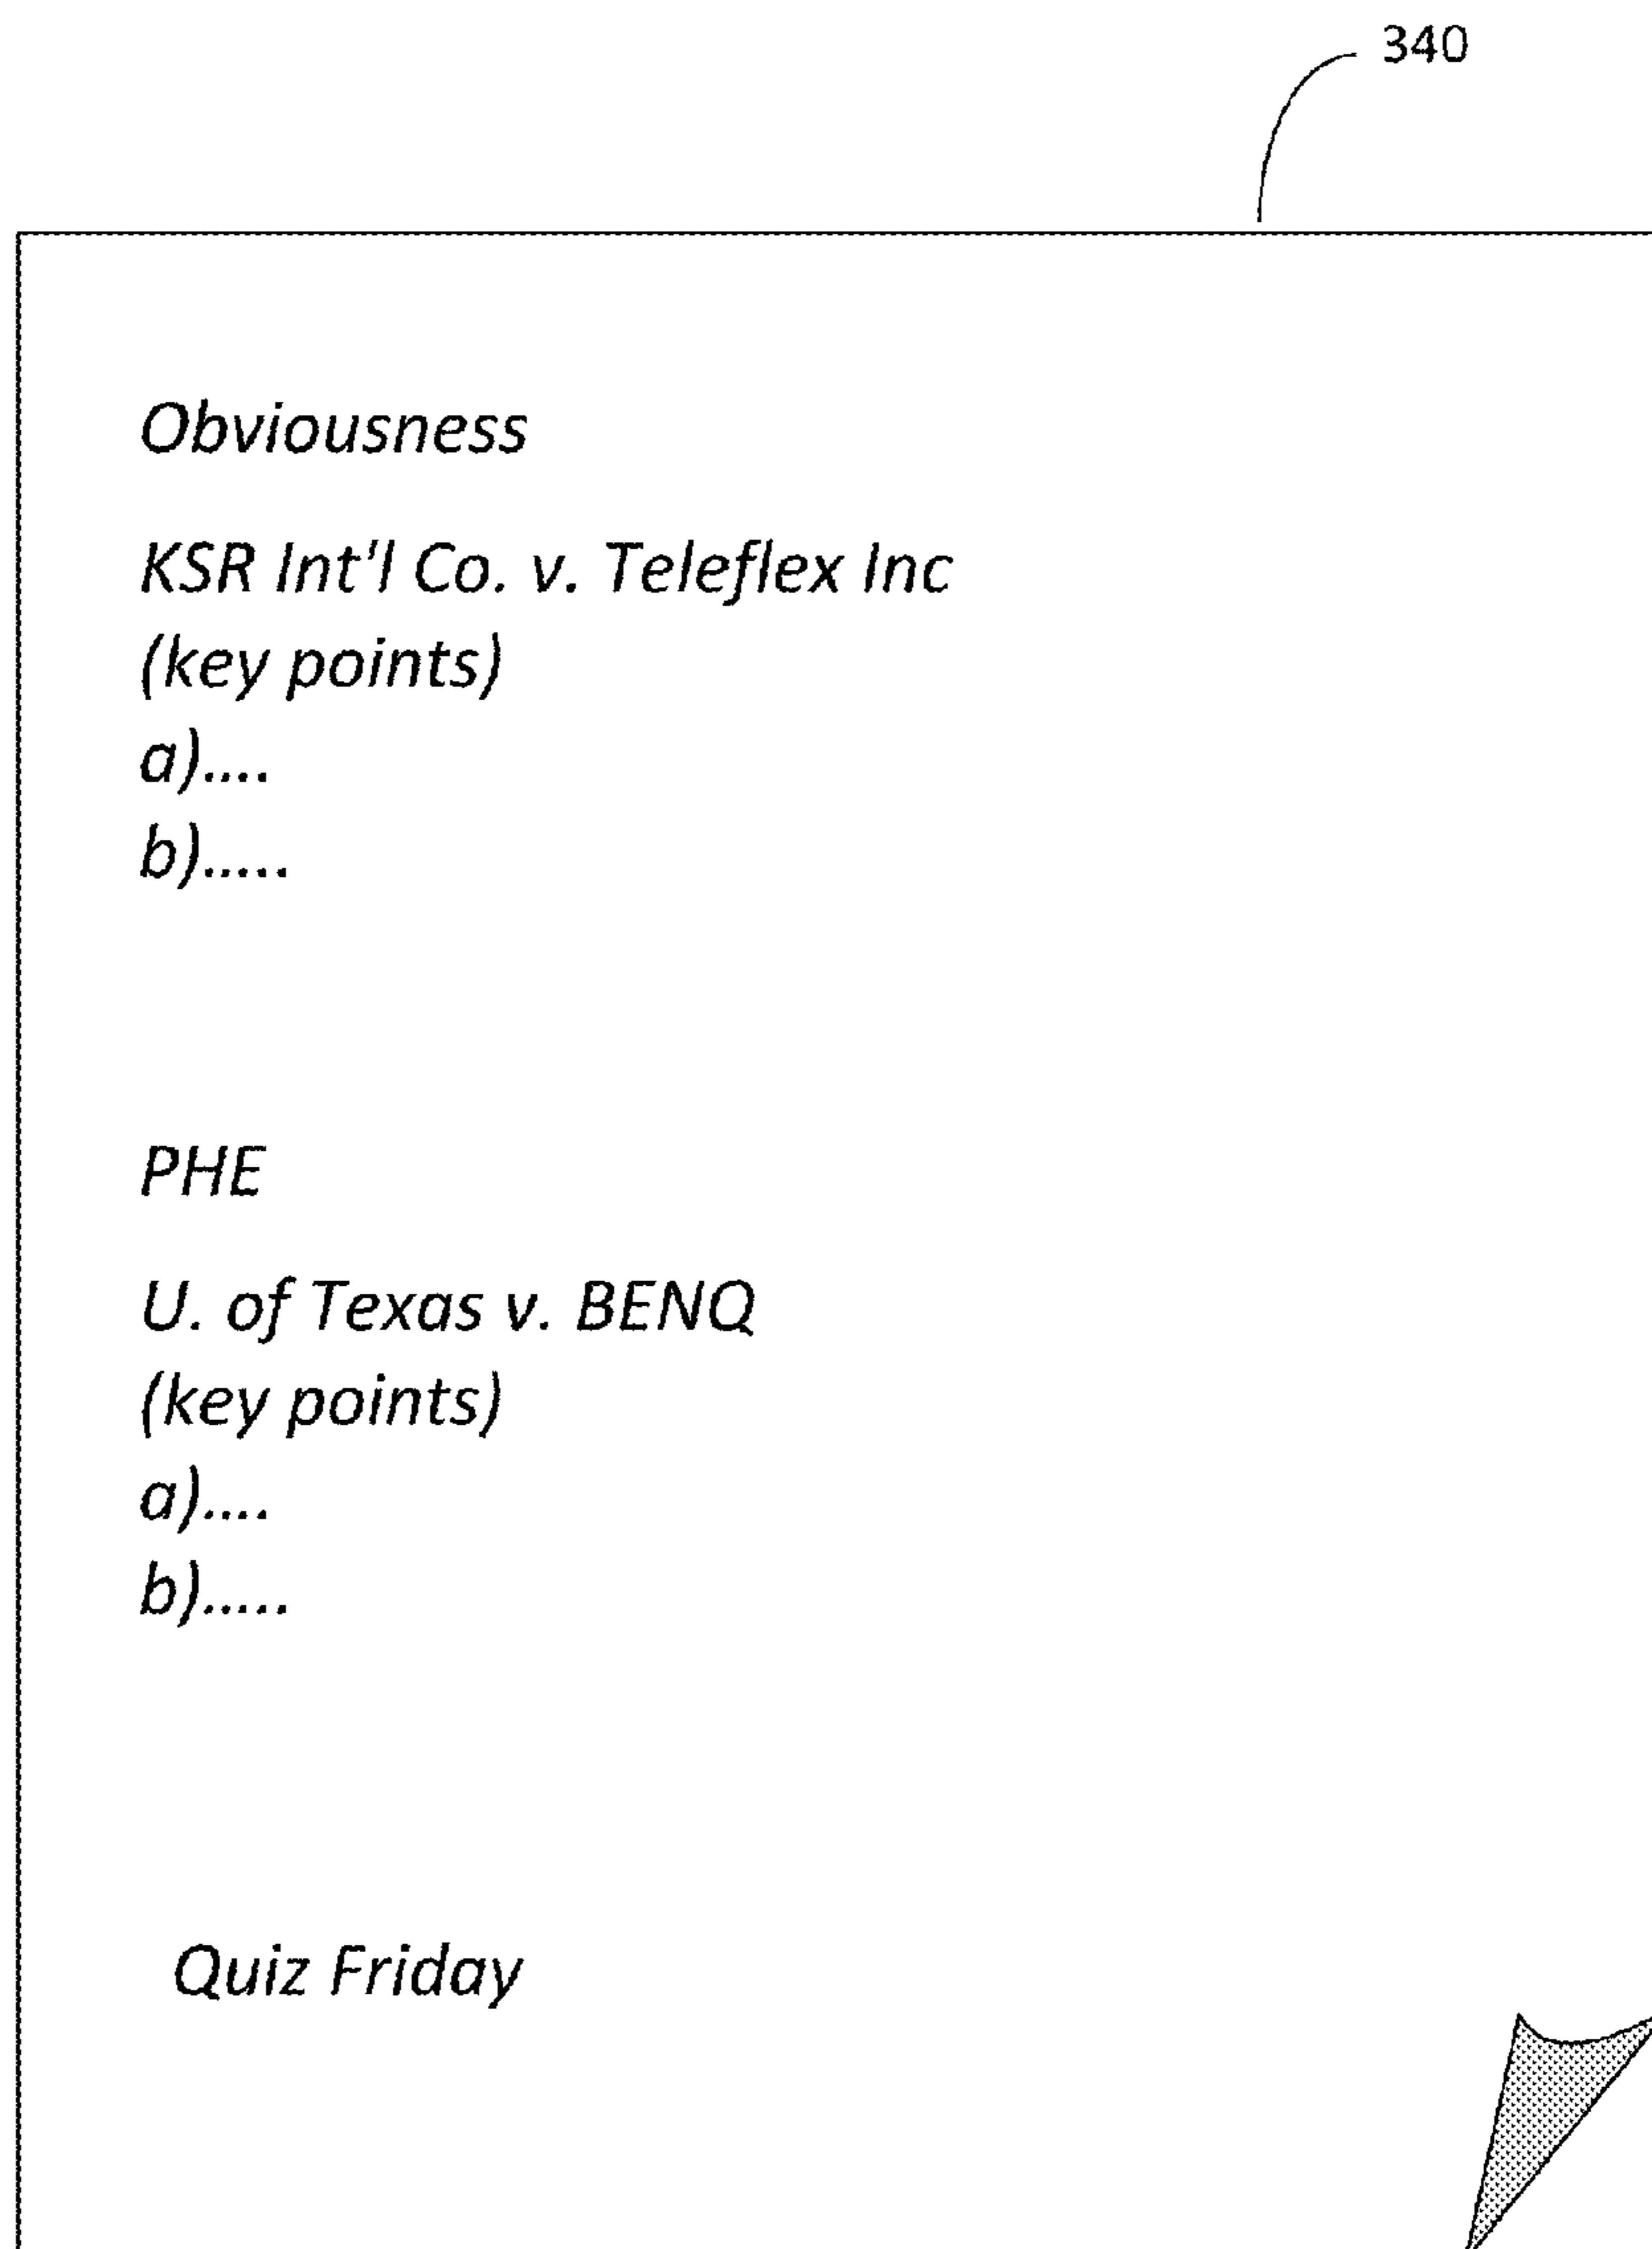 340
Obviousness
KSR Int'l Co. v. Teleflex Inc
(key points)
a)....
b).....
PHE
U. of Texas v. BENQ
(key points)
a)....
b).....
Quiz Friday